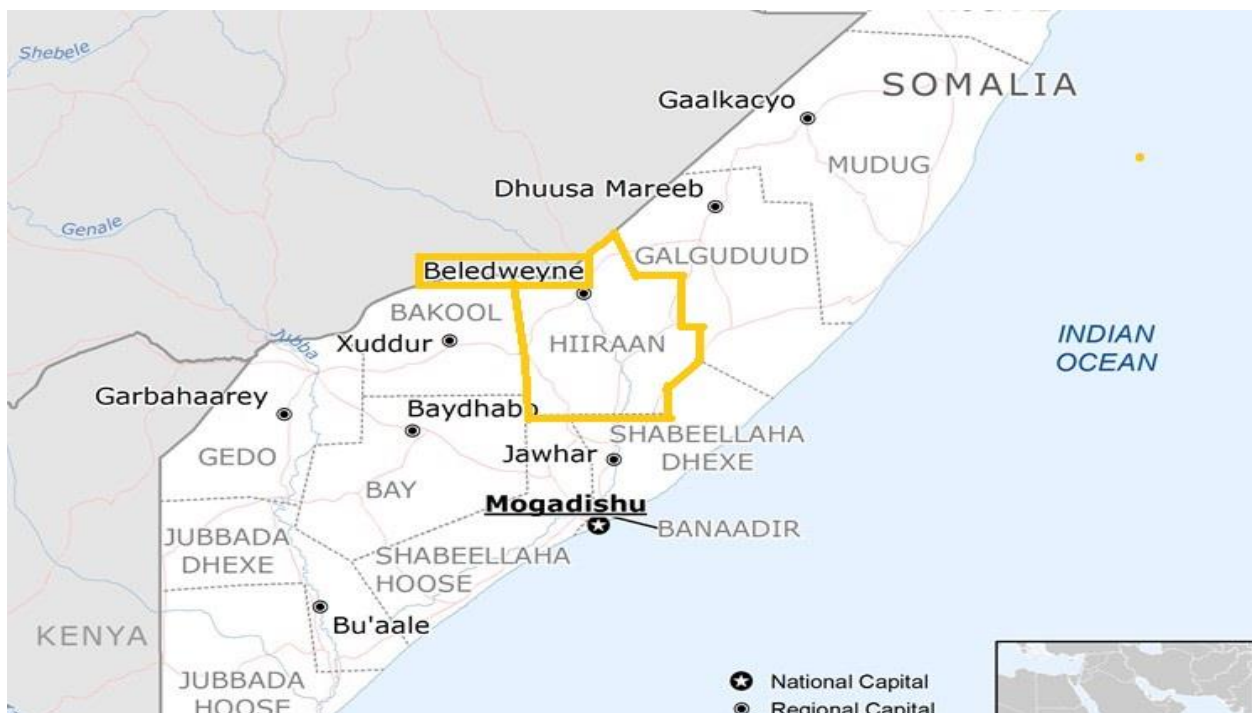 Shebele
SOMALIA
Gaalkacyo
MUDUG
Dhuusa Mareeb
Genale
GALGUDUUD
Beledweyne
BAKOOL
Jubba
Xuddur
HIIRAAN
INDIAN
OCEAN
Garbahaarey
Baydhabo
GEDO
SHABEELLAHA
DHEXE
Jawhar
BAY
Mogadishu
BANAADIR
JUBBADA
DHEXE
SHABEELLAHA
HOOSE
Bu'aale
KENYA
JUBBADA
HOOSE
National Capital
Regional Capital